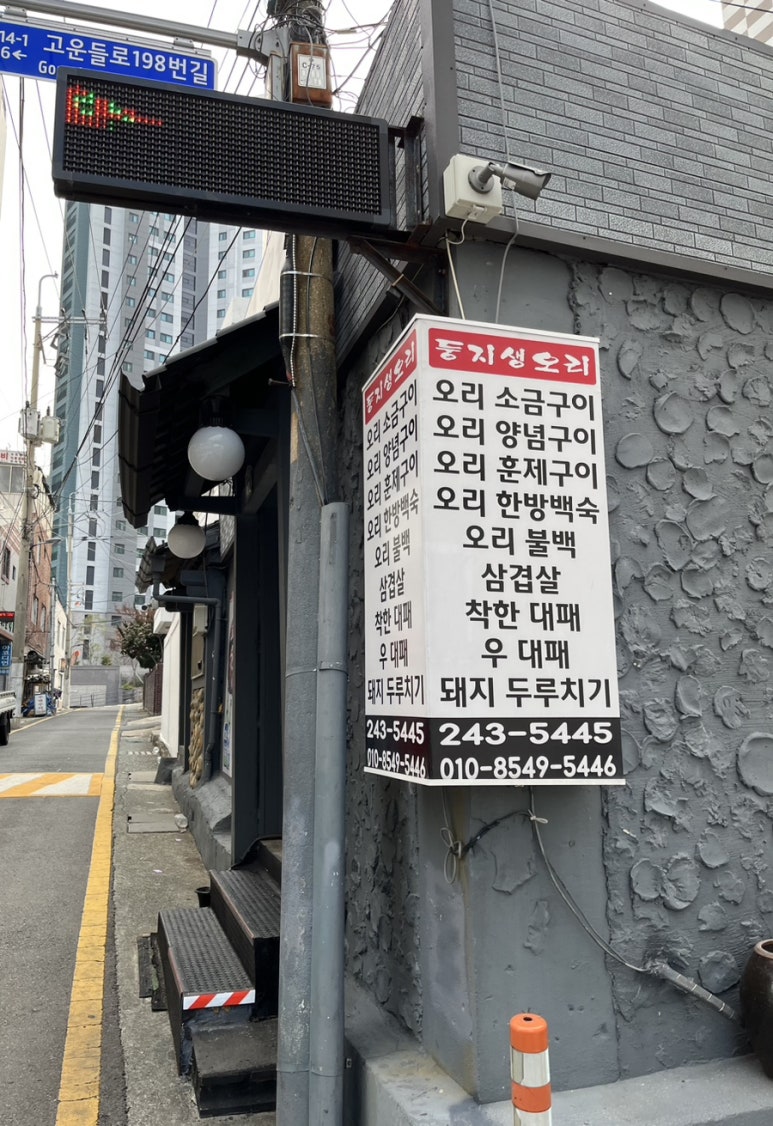 14-1
6← 고운들로198번길
Go
C-75
둥지생오리
오리 소금구이
오리 양념구이
오리 훈제구이
오리 한방백숙
오리 불백
삼겹살
착한 대패
우 대패
돼지 두루치기
243-5445
010-8549-5446
둥지생오리
오리 소금구이
오리 양념구이
오리 훈제구이
오리 한방백숙
오리 불백
삼겹살
착한 대패
우 대패
돼지 두루치기
243-5445
010-8549-5446